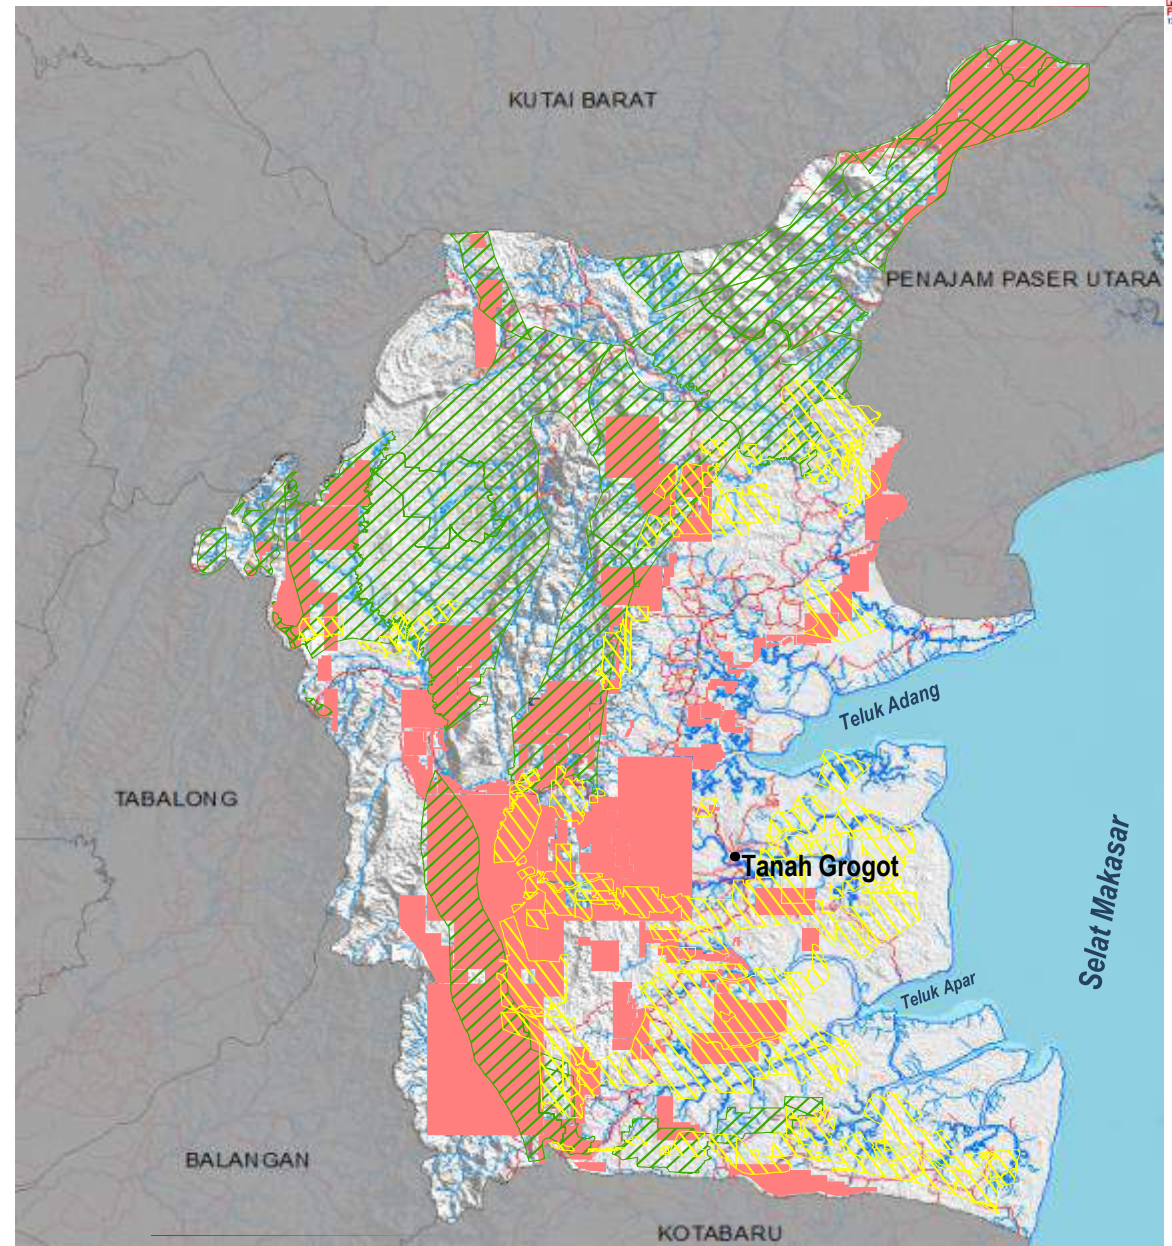 KUTAI BARAT
PENAJAM PASER UTARA
Teluk Adang
TABALONG
Selat Makasar
Tanah Grogot
Teluk Apar
BALANGAN
KOTABARU